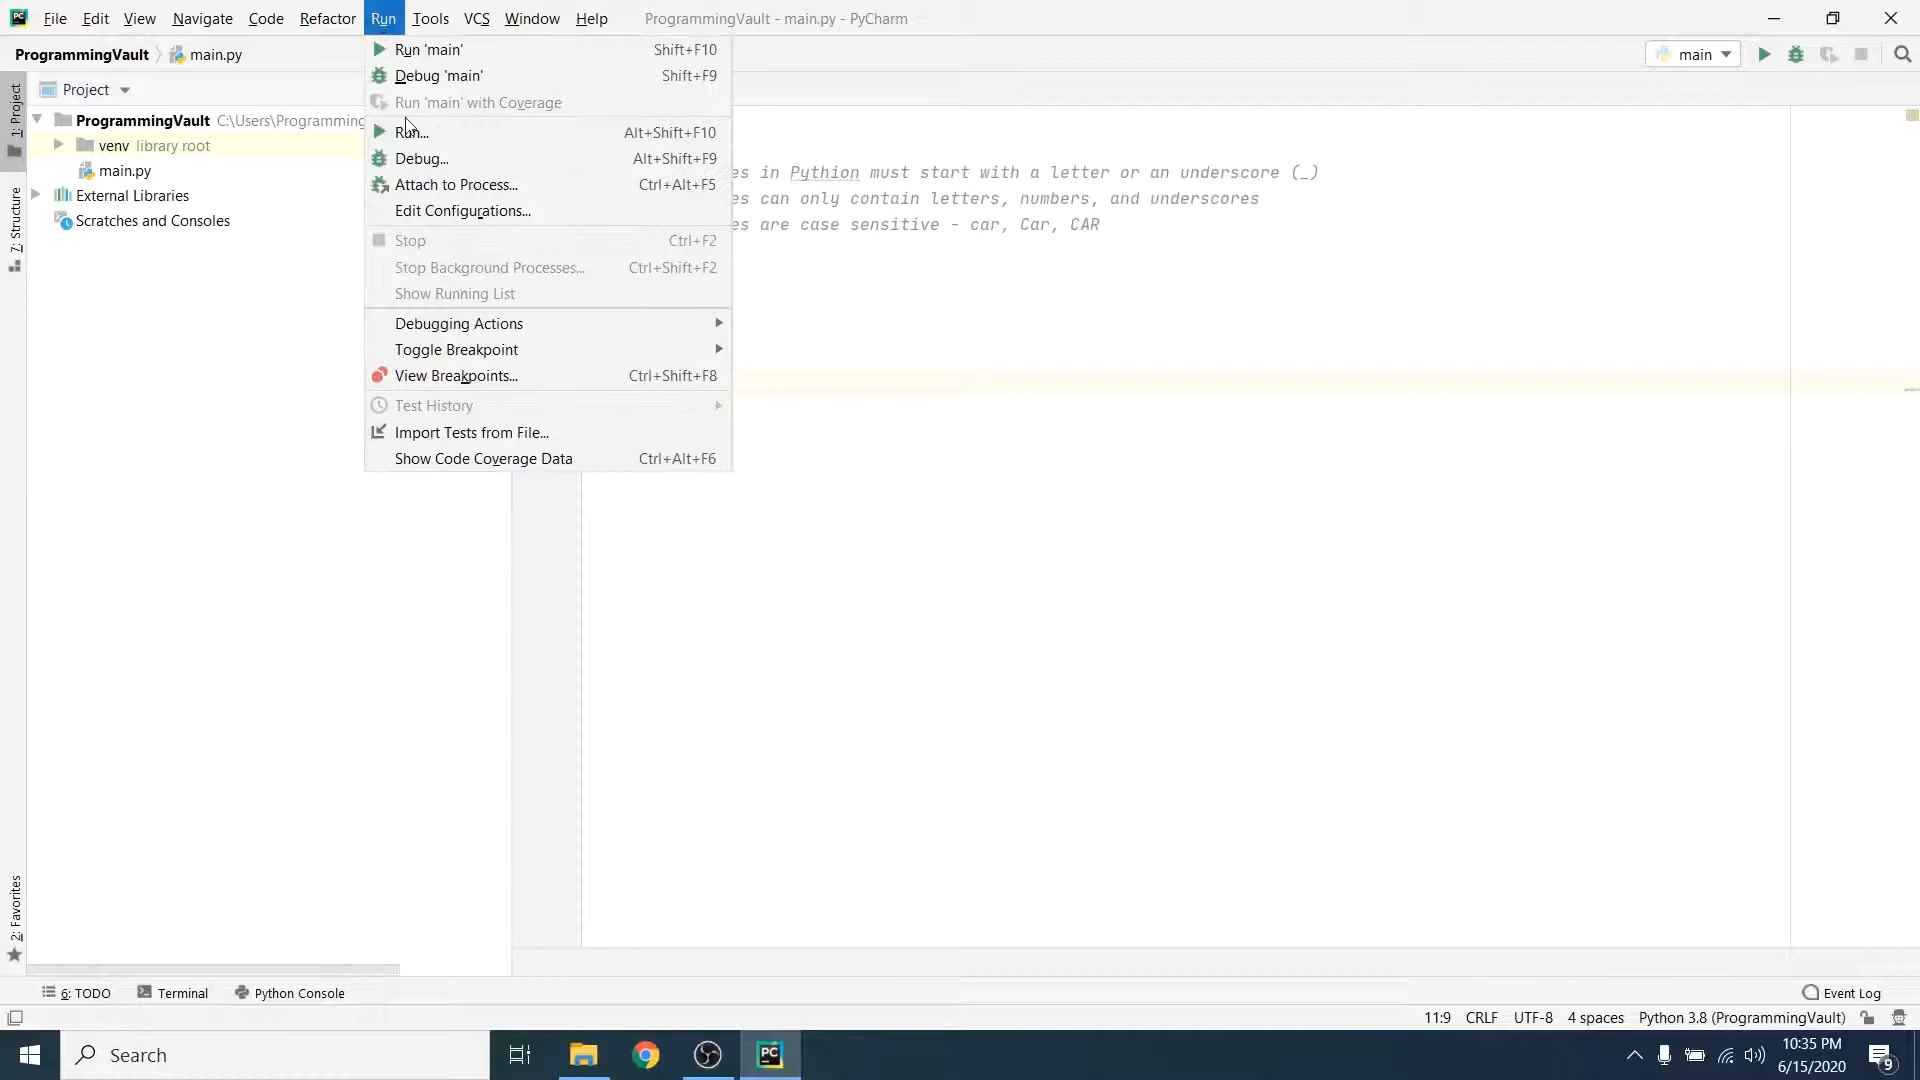 PC File Edit View Navigate Code Refactor Run Tools VCS Window Help ProgrammingVault - main.py - PyCharm
ProgrammingVault main.py
main
Project
1: Project
7: Structure
2: Favorites
ProgrammingVault C:\Users\Programming
venv library root
main.py
External Libraries
Scratches and Consoles
Run 'main' Shift+F10
Debug 'main' Shift+F9
Run 'main' with Coverage
Run... Alt+Shift+F10
Debug... Alt+Shift+F9
Attach to Process... Ctrl+Alt+F5
Edit Configurations...
Stop Ctrl+F2
Stop Background Processes... Ctrl+Shift+F2
Show Running List
Debugging Actions
Toggle Breakpoint
View Breakpoints... Ctrl+Shift+F8
Test History
Import Tests from File...
Show Code Coverage Data Ctrl+Alt+F6
es in Pythion must start with a letter or an underscore (_)
es can only contain letters, numbers, and underscores
es are case sensitive - car, Car, CAR
6: TODO Terminal Python Console Event Log
11:9 CRLF UTF-8 4 spaces Python 3.8 (ProgrammingVault)
Search PC 10:35 PM
6/15/2020 9